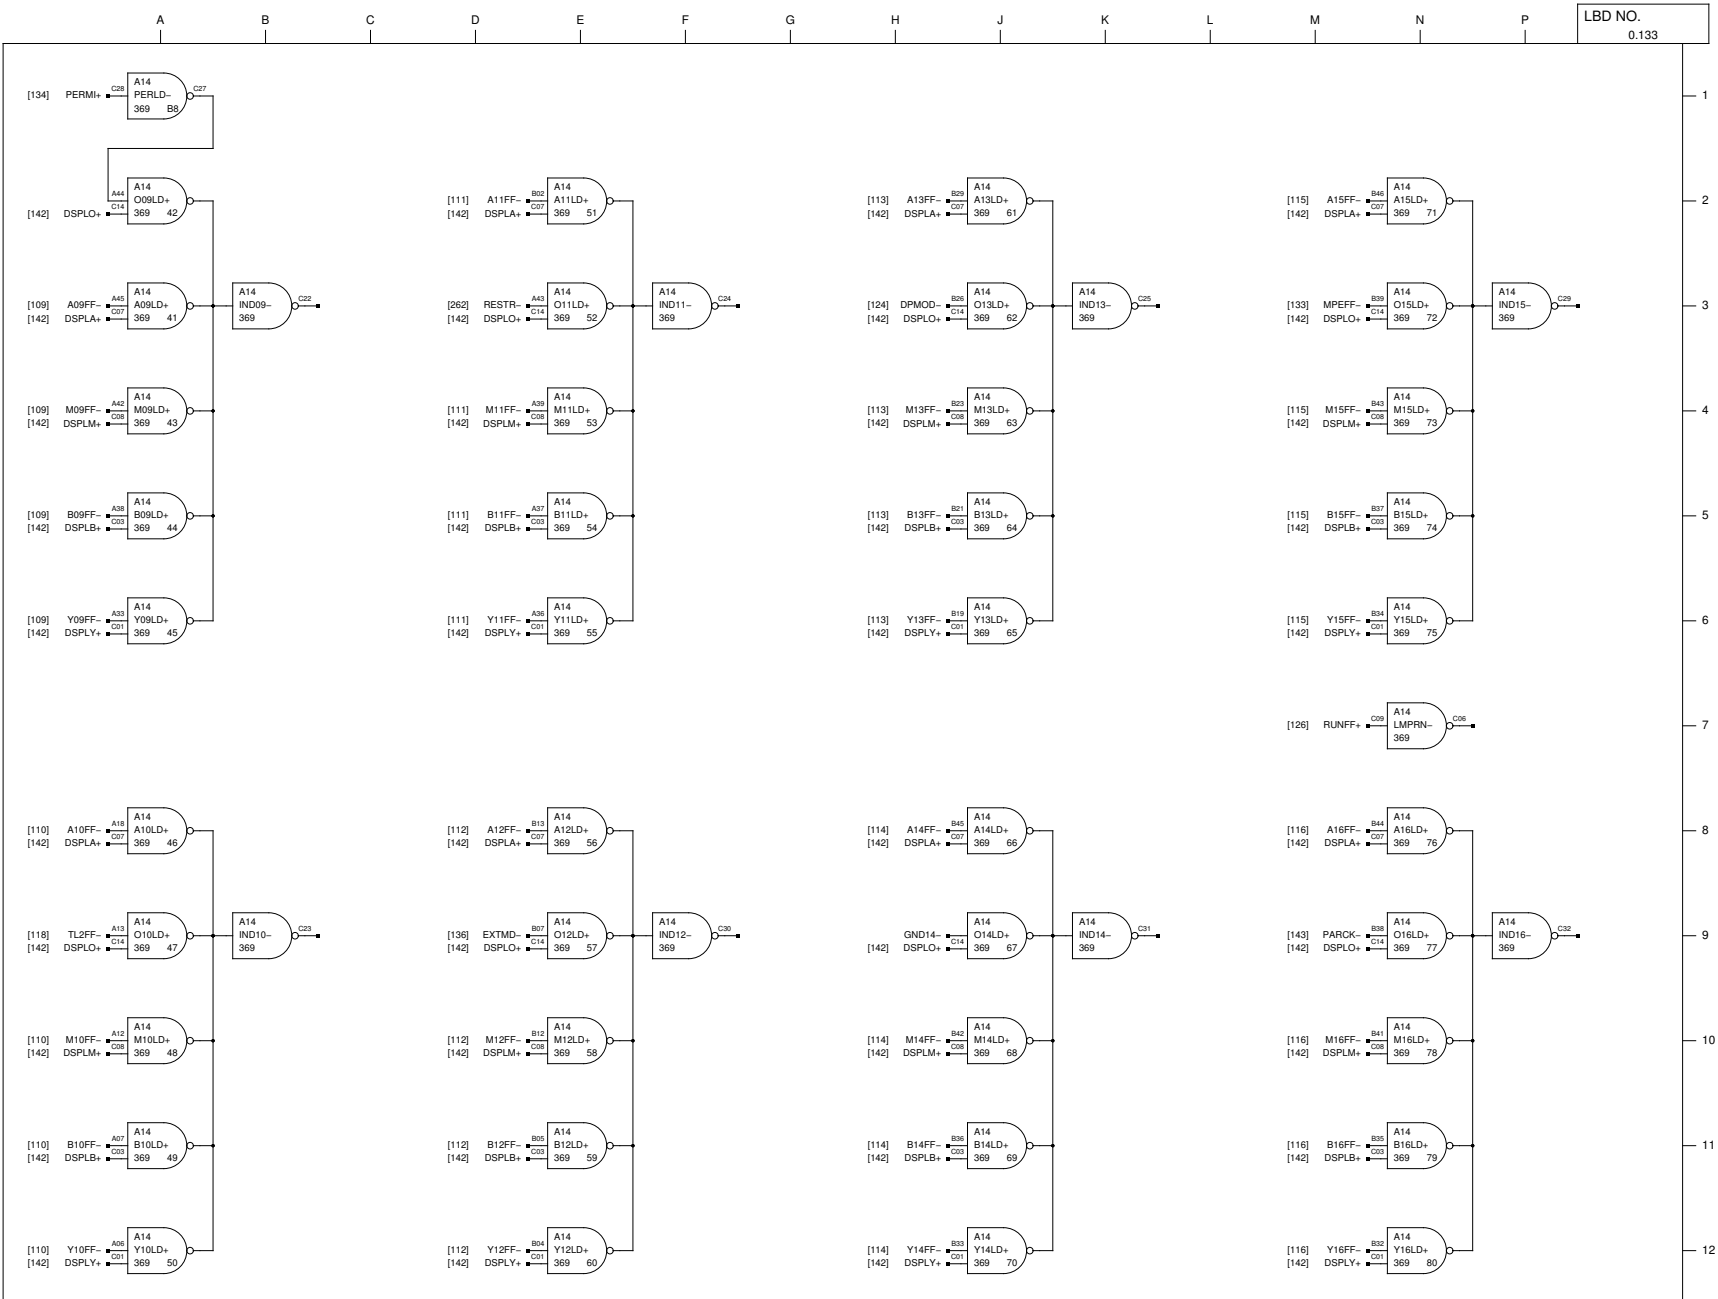 A B C D E F G H J K L M N P LBD NO.
0.133
A14
[134] PERMI+ C28 PERLD− C27 1
369 B8
A14 A14 A14 A14
A44 O09LD+ [111] A11FF− B02 A11LD+ [113] A13FF− B29 A13LD+ [115] A15FF− B46 A15LD+ 2
[142] DSPLO+ C14 369 42 [142] DSPLA+ C07 369 51 [142] DSPLA+ C07 369 61 [142] DSPLA+ C07 369 71
A14 A14 A14 A14 A14 A14 A14 A14
[109] A09FF− A45 A09LD+ IND09− C22 [262] RESTR− A43 O11LD+ IND11− C24 [124] DPMOD− B26 O13LD+ IND13− C25 [133] MPEFF− B39 O15LD+ IND15− C29 3
[142] DSPLA+ C07 369 41 369 [142] DSPLO+ C14 369 52 369 [142] DSPLO+ C14 369 62 369 [142] DSPLO+ C14 369 72 369
A14 A14 A14 A14
[109] M09FF− A42 M09LD+ [111] M11FF− A39 M11LD+ [113] M13FF− B23 M13LD+ [115] M15FF− B43 M15LD+ 4
[142] DSPLM+ C08 369 43 [142] DSPLM+ C08 369 53 [142] DSPLM+ C08 369 63 [142] DSPLM+ C08 369 73
A14 A14 A14 A14
[109] B09FF− A38 B09LD+ [111] B11FF− A37 B11LD+ [113] B13FF− B21 B13LD+ [115] B15FF− B37 B15LD+ 5
[142] DSPLB+ C03 369 44 [142] DSPLB+ C03 369 54 [142] DSPLB+ C03 369 64 [142] DSPLB+ C03 369 74
A14 A14 A14 A14
[109] Y09FF− A33 Y09LD+ [111] Y11FF− A36 Y11LD+ [113] Y13FF− B19 Y13LD+ [115] Y15FF− B34 Y15LD+ 6
[142] DSPLY+ C01 369 45 [142] DSPLY+ C01 369 55 [142] DSPLY+ C01 369 65 [142] DSPLY+ C01 369 75
A14
[126] RUNFF+ C09 LMPRN− C06 7
369
A14 A14 A14 A14
[110] A10FF− A18 A10LD+ [112] A12FF− B13 A12LD+ [114] A14FF− B45 A14LD+ [116] A16FF− B44 A16LD+ 8
[142] DSPLA+ C07 369 46 [142] DSPLA+ C07 369 56 [142] DSPLA+ C07 369 66 [142] DSPLA+ C07 369 76
A14 A14 A14 A14 A14 A14 A14 A14
[118] TL2FF− A13 O10LD+ IND10− C23 [136] EXTMD− B07 O12LD+ IND12− C30 GND14− O14LD+ IND14− C31 [143] PARCK− B38 O16LD+ IND16− C32 9
[142] DSPLO+ C14 369 47 369 [142] DSPLO+ C14 369 57 369 [142] DSPLO+ C14 369 67 369 [142] DSPLO+ C14 369 77 369
A14 A14 A14 A14
[110] M10FF− A12 M10LD+ [112] M12FF− B12 M12LD+ [114] M14FF− B42 M14LD+ [116] M16FF− B41 M16LD+ 10
[142] DSPLM+ C08 369 48 [142] DSPLM+ C08 369 58 [142] DSPLM+ C08 369 68 [142] DSPLM+ C08 369 78
A14 A14 A14 A14
[110] B10FF− A07 B10LD+ [112] B12FF− B05 B12LD+ [114] B14FF− B36 B14LD+ [116] B16FF− B35 B16LD+ 11
[142] DSPLB+ C03 369 49 [142] DSPLB+ C03 369 59 [142] DSPLB+ C03 369 69 [142] DSPLB+ C03 369 79
A14 A14 A14 A14
[110] Y10FF− A06 Y10LD+ [112] Y12FF− B04 Y12LD+ [114] Y14FF− B33 Y14LD+ [116] Y16FF− B32 Y16LD+ 12
[142] DSPLY+ C01 369 50 [142] DSPLY+ C01 369 60 [142] DSPLY+ C01 369 70 [142] DSPLY+ C01 369 80